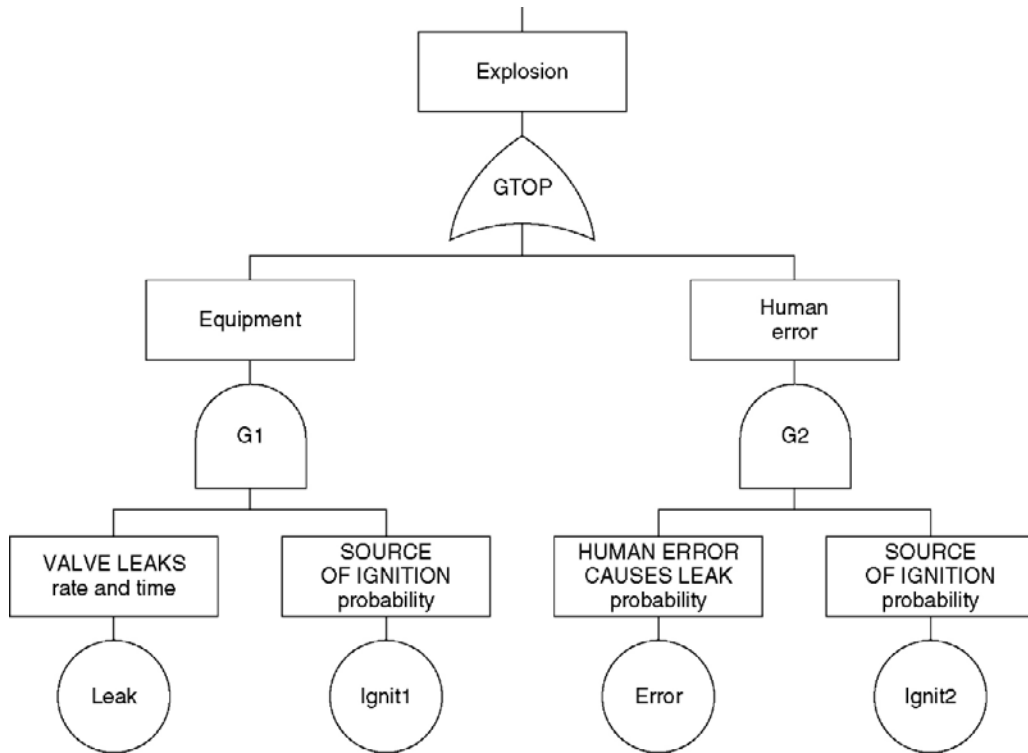 Explosion
GTOP
Equipment
Human
error
G1
G2
VALVE LEAKS
rate and time
SOURCE
OF IGNITION
probability
HUMAN ERROR
CAUSES LEAK
probability
SOURCE
OF IGNITION
probability
Leak
Ignit1
Error
Ignit2